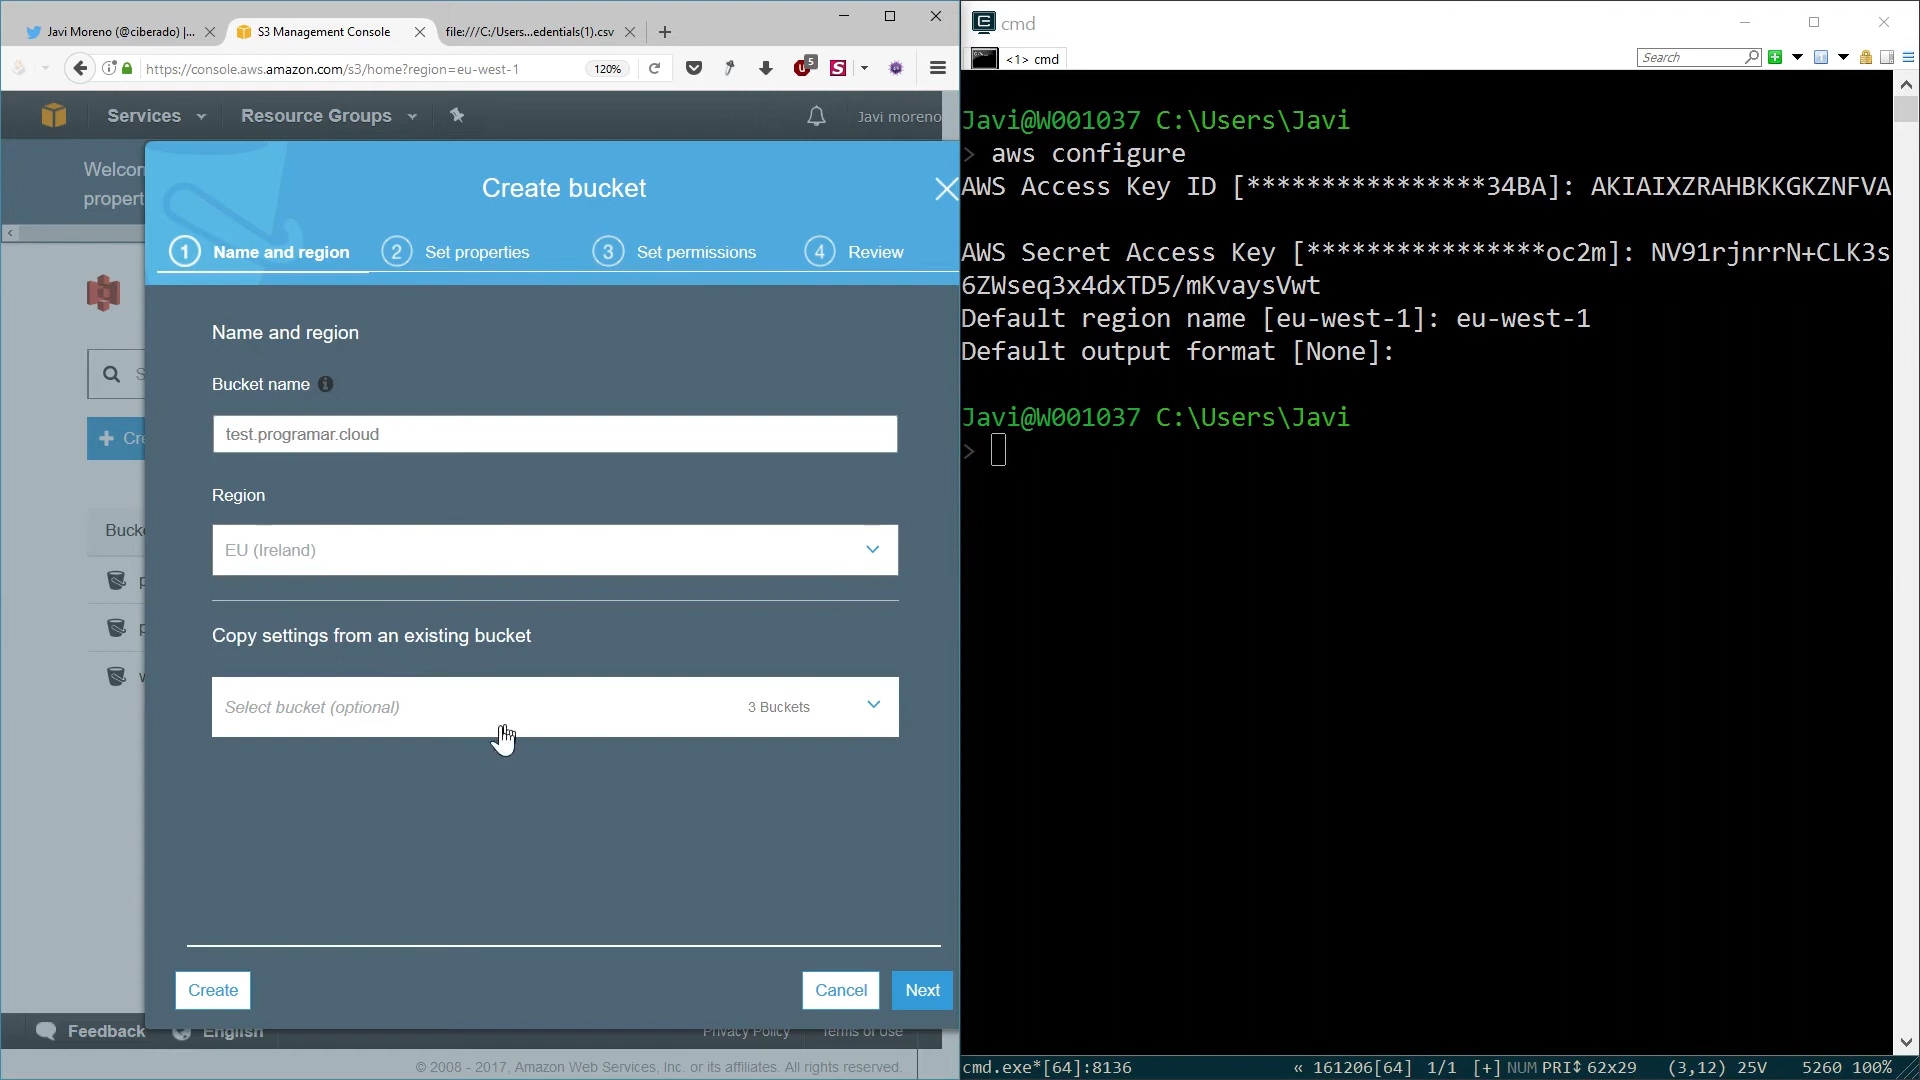 Javi Moreno (@ciberado) |...
S3 Management Console
file:///C:/Users...edentials(1).csv
https://console.aws.amazon.com/s3/home?region=eu-west-1
120%
5
Services
Resource Groups
Javi moreno
Welcom
propert
Create bucket
1 Name and region
2 Set properties
3 Set permissions
4 Review
Name and region
Bucket name
test.programar.cloud
Region
EU (Ireland)
Copy settings from an existing bucket
Select bucket (optional)
3 Buckets
S
+ Cre
Bucke
p
p
w
Create
Cancel
Next
Feedback
English
Privacy Policy
Terms of Use
© 2008 - 2017, Amazon Web Services, Inc. or its affiliates. All rights reserved.
cmd
<1> cmd
Search
Javi@W001037 C:\Users\Javi
> aws configure
AWS Access Key ID [****************34BA]: AKIAIXZRAHBKKGKZNFVA
AWS Secret Access Key [****************oc2m]: NV91rjnrrN+CLK3s
6ZWseq3x4dxTD5/mKvaysVwt
Default region name [eu-west-1]: eu-west-1
Default output format [None]:
Javi@W001037 C:\Users\Javi
>
cmd.exe*[64]:8136
« 161206[64] 1/1 [+] NUM PRI↕ 62x29 (3,12) 25V 5260 100%